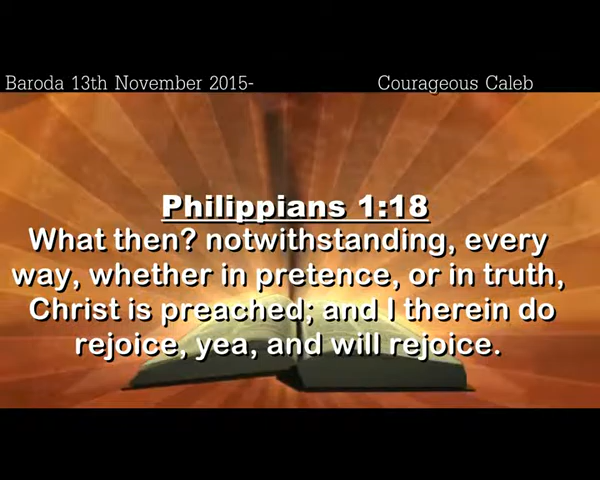 Baroda 13th November 2015- Courageous Caleb
Philippians 1:18
What then? notwithstanding, every
way, whether in pretence, or in truth,
Christ is preached; and I therein do
rejoice, yea, and will rejoice.